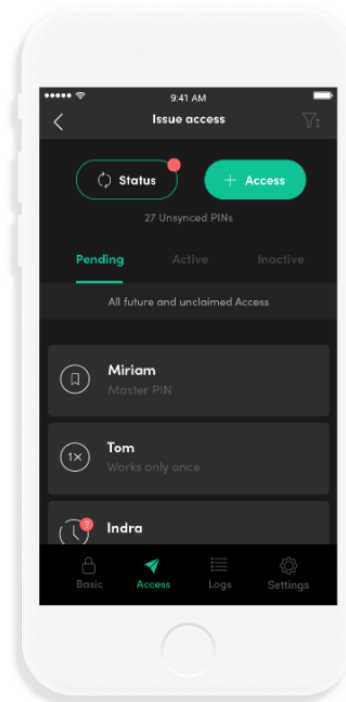 9:41 AM
Issue access
Status
+ Access
27 Unsynced PINs
Pending Active Inactive
All future and unclaimed Access
Miriam
Master PIN
1×
Tom
Works only once
?
Indra
Basic Access Logs Settings